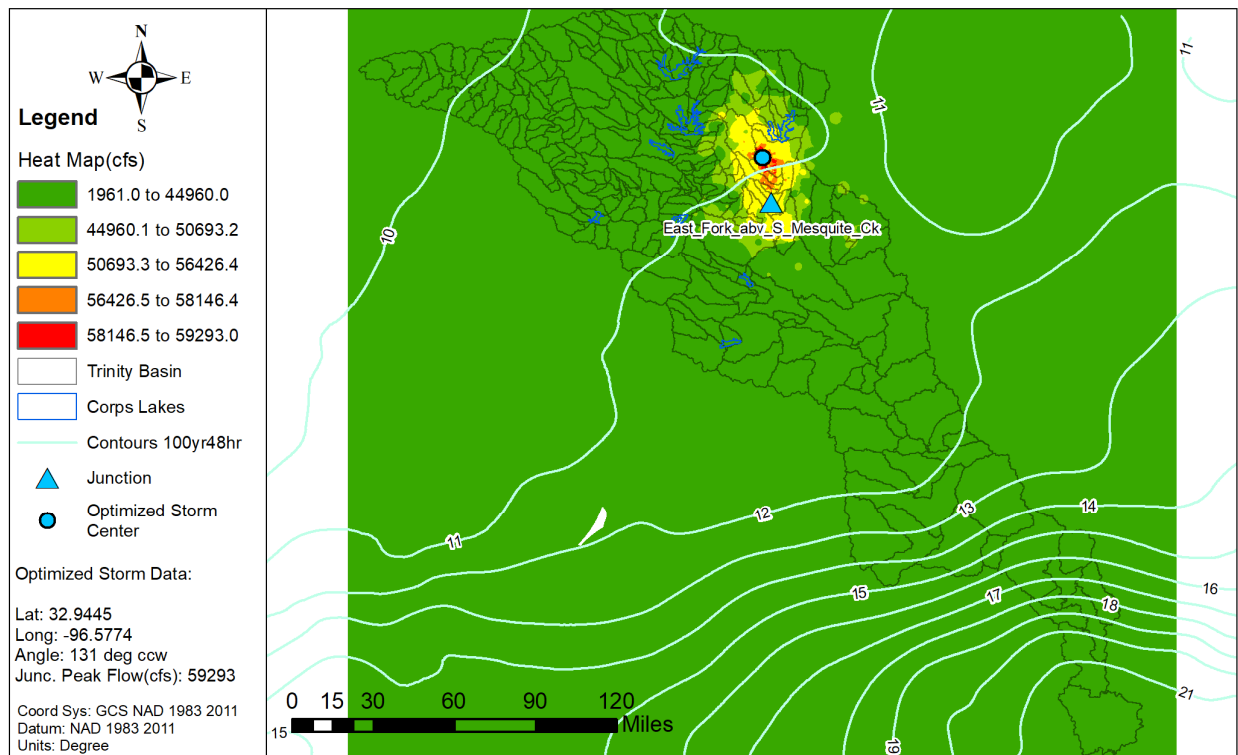 N
W
E
S
Legend
Heat Map(cfs)
1961.0 to 44960.0
44960.1 to 50693.2
50693.3 to 56426.4
56426.5 to 58146.4
58146.5 to 59293.0
Trinity Basin
Corps Lakes
Contours 100yr48hr
Junction
Optimized Storm
Center
Optimized Storm Data:
Lat: 32.9445
Long: -96.5774
Angle: 131 deg ccw
Junc. Peak Flow(cfs): 59293
Coord Sys: GCS NAD 1983 2011
Datum: NAD 1983 2011
Units: Degree
11
11
10
East_Fork_abv_S_Mesquite_Ck
11
12
13
14
15
16
17
18
19
21
15
0 15 30 60 90 120
Miles